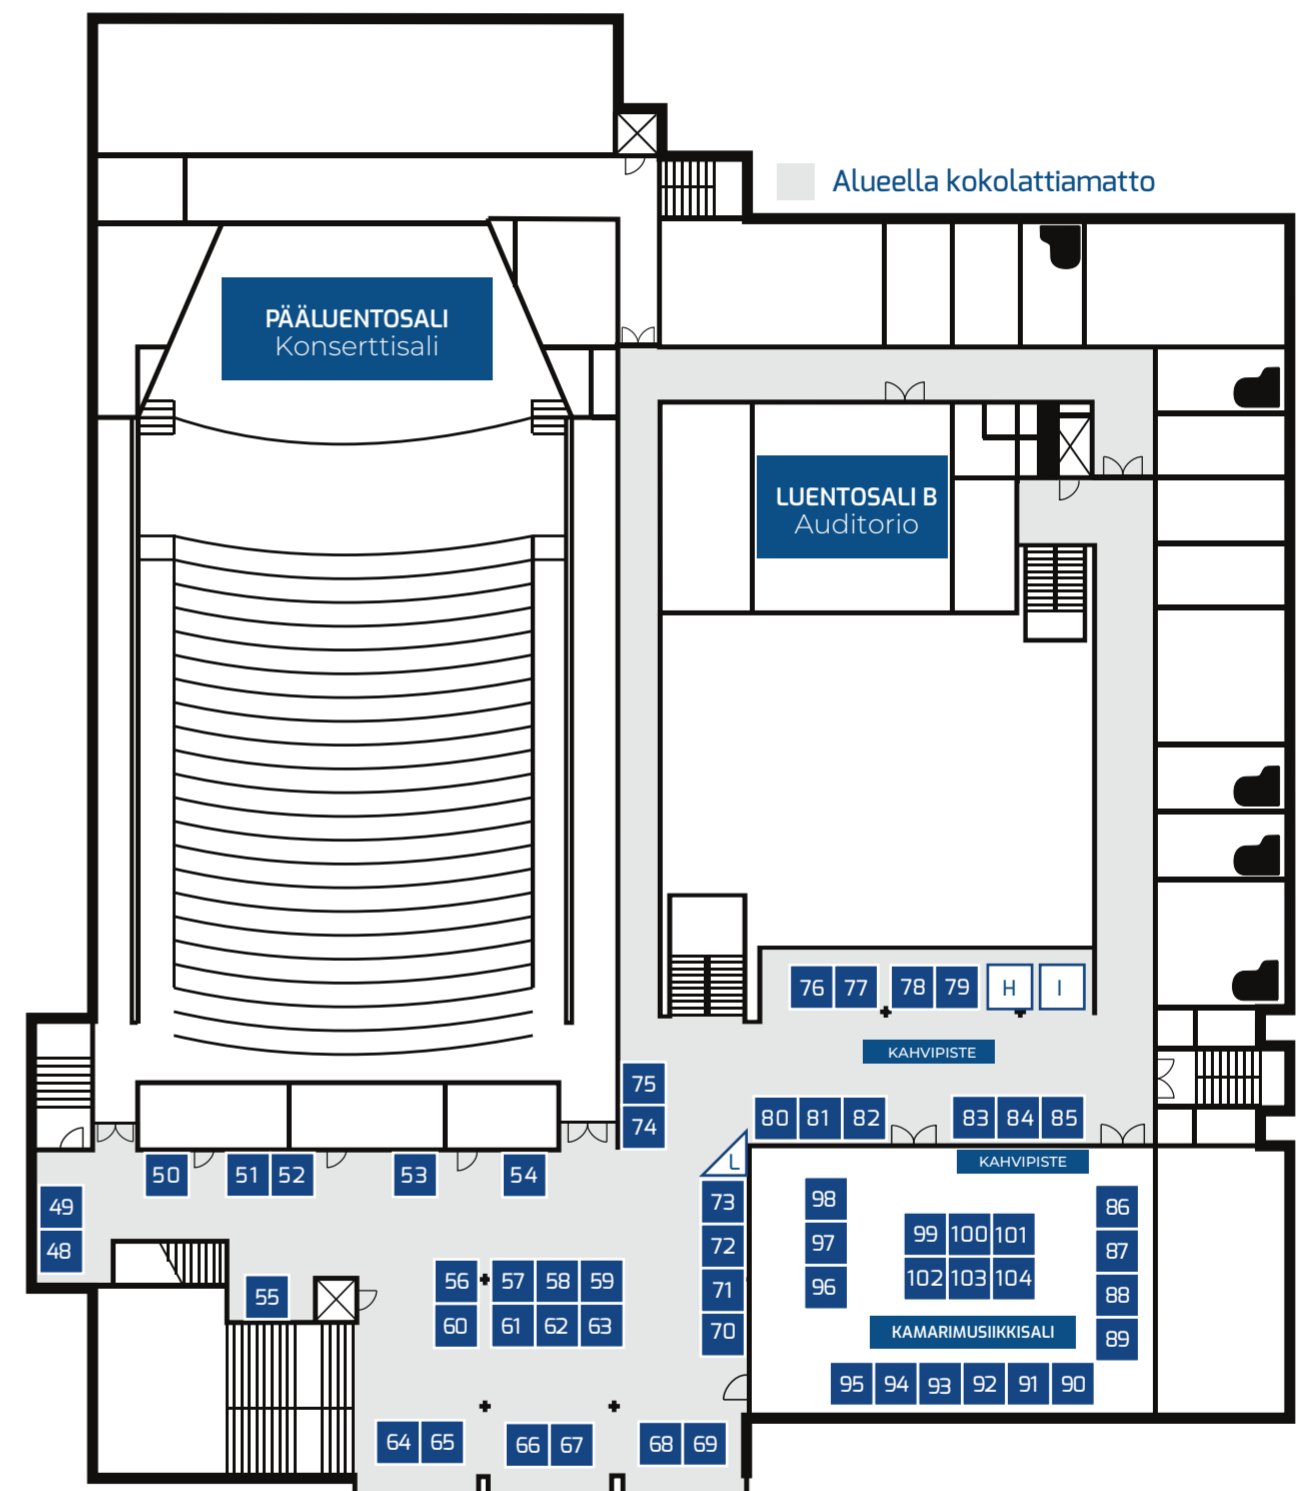 Alueella kokolattiamatto
PÄÄLUENTOSALI
Konserttisali
LUENTOSALI B
Auditorio
76 77 78 79 H I
KAHVIPISTE
75
74
80 81 82 83 84 85
L
KAHVIPISTE
50 51 52 53 54
49
48
73
72
71
70
98
97
96
99 100 101
102 103 104
86
87
88
89
55
56 57 58 59
60 61 62 63
KAMARIMUSIIKKISALI
95 94 93 92 91 90
64 65 66 67 68 69